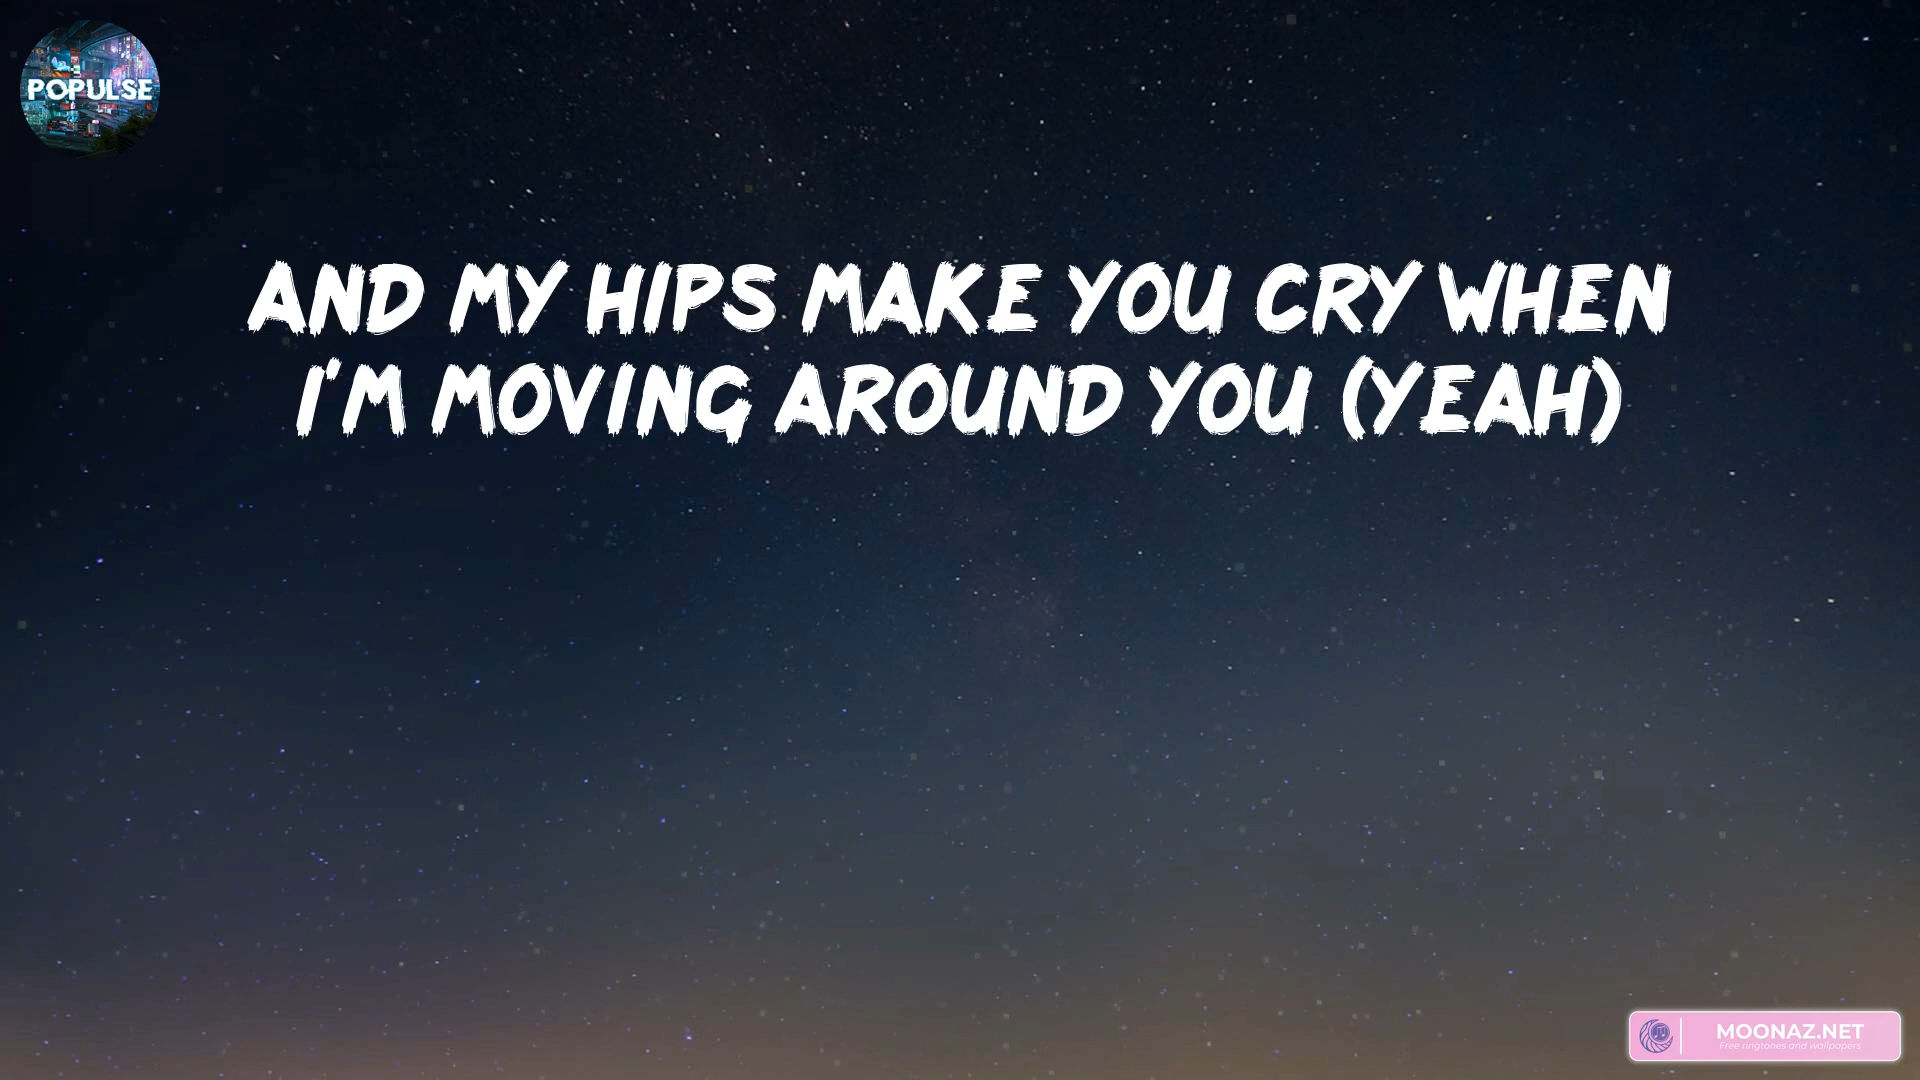 POPULSE
AND MY HIPS MAKE YOU CRY WHEN
I'M MOVING AROUND YOU (YEAH)
MOONAZ.NET
Free ringtones and wallpapers